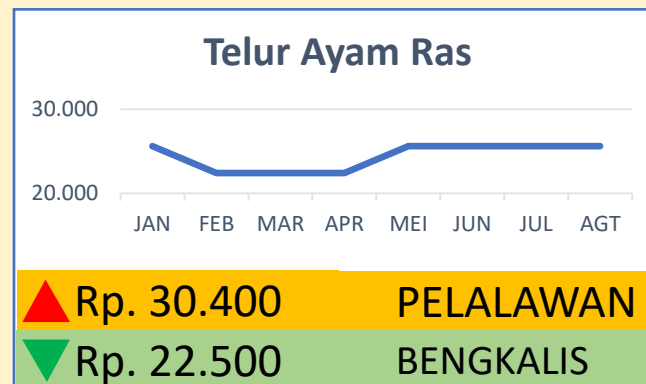 Telur Ayam Ras
30.000
20.000
JAN FEB MAR APR MEI JUN JUL AGT
Rp. 30.400 PELALAWAN
Rp. 22.500 BENGKALIS